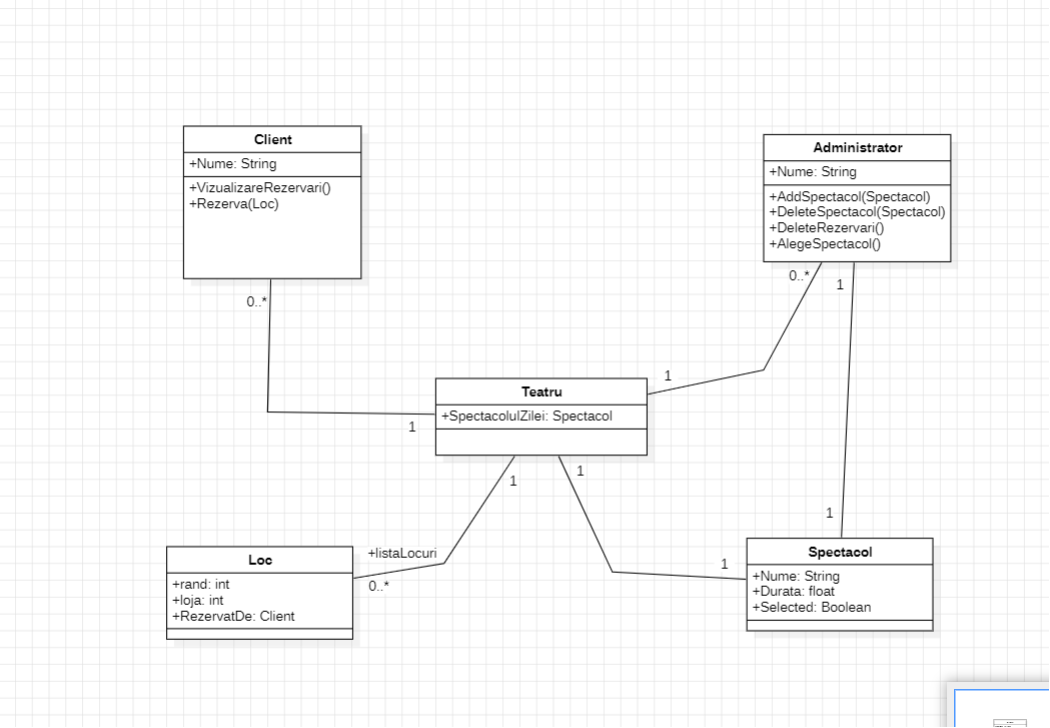 Client
+Nume: String
+VizualizareRezervari()
+Rezerva(Loc)
0..*
Administrator
+Nume: String
+AddSpectacol(Spectacol)
+DeleteSpectacol(Spectacol)
+DeleteRezervari()
+AlegeSpectacol()
0..*
1
1
Teatru
+SpectacolulZilei: Spectacol
1
1
1
+listaLocuri
0..*
Loc
+rand: int
+loja: int
+RezervatDe: Client
1
1
Spectacol
+Nume: String
+Durata: float
+Selected: Boolean